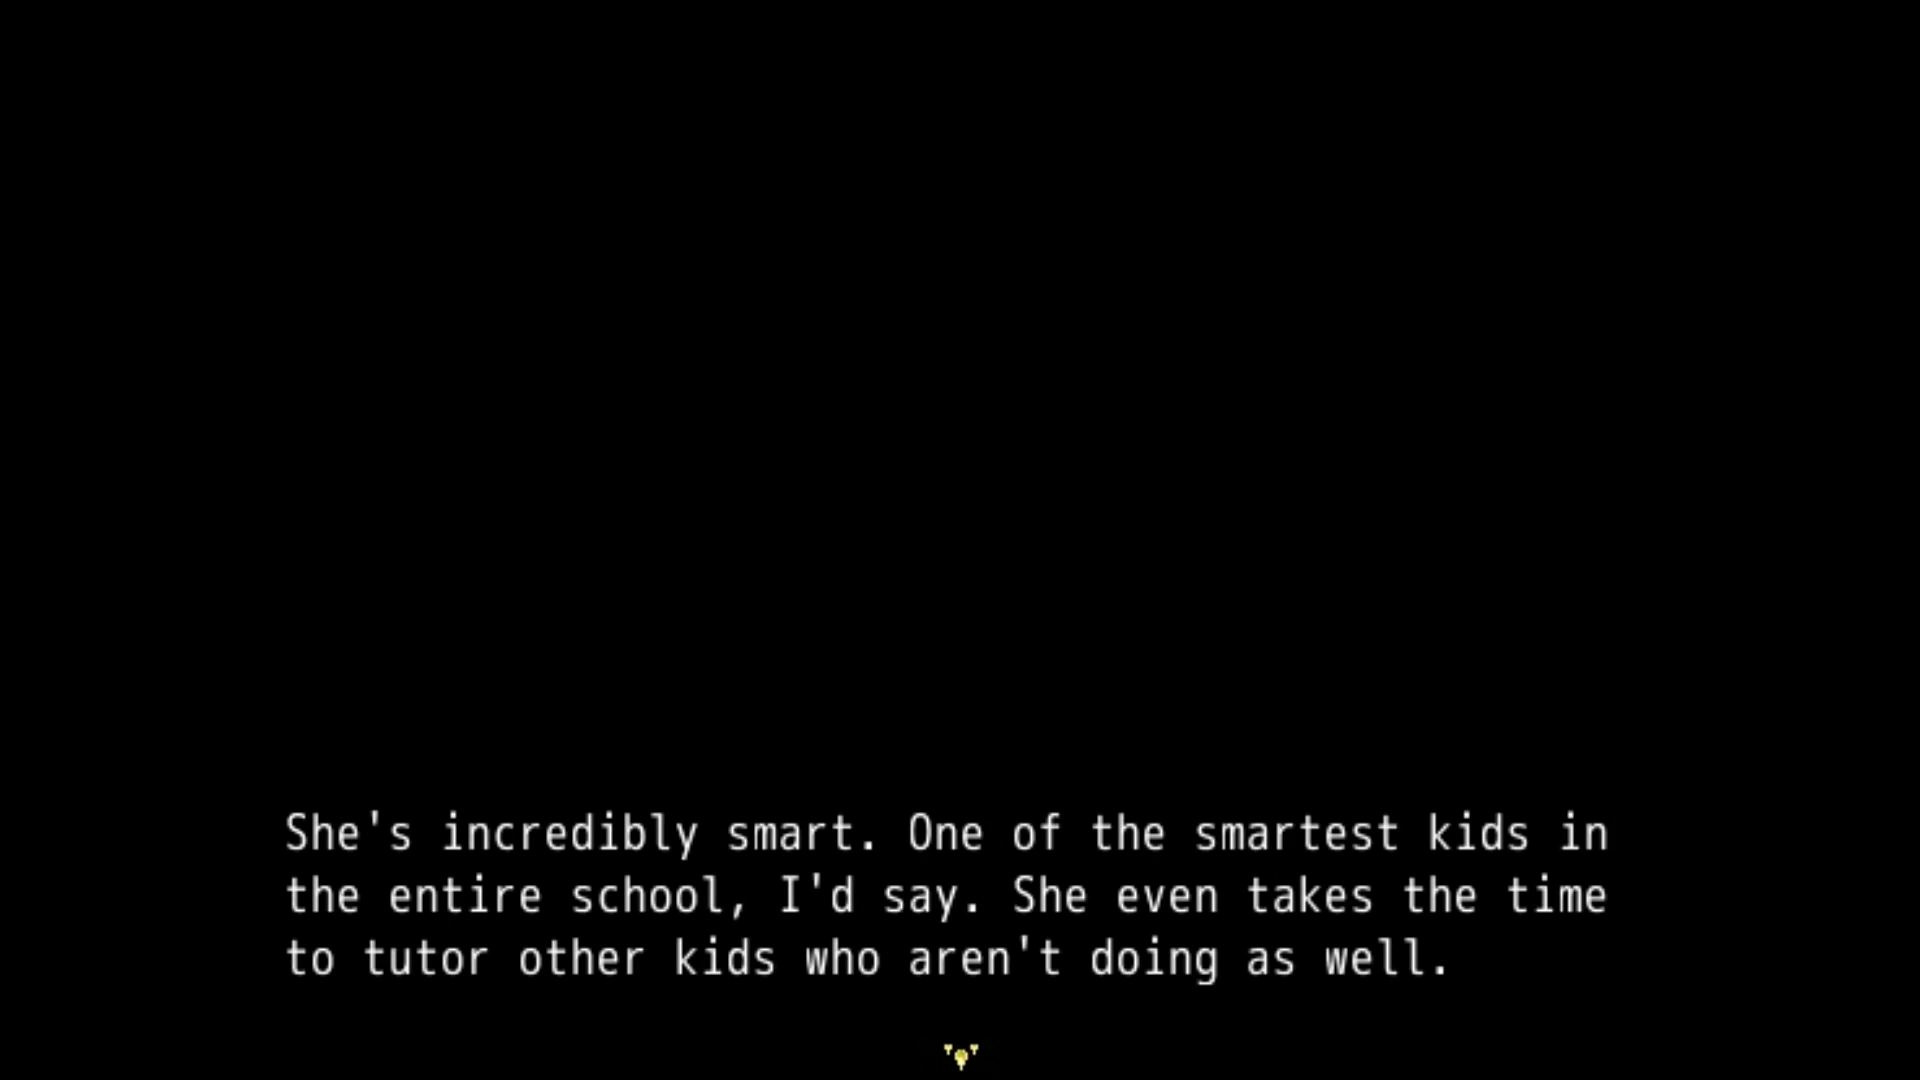 She's incredibly smart. One of the smartest kids in
the entire school, I'd say. She even takes the time
to tutor other kids who aren't doing as well.